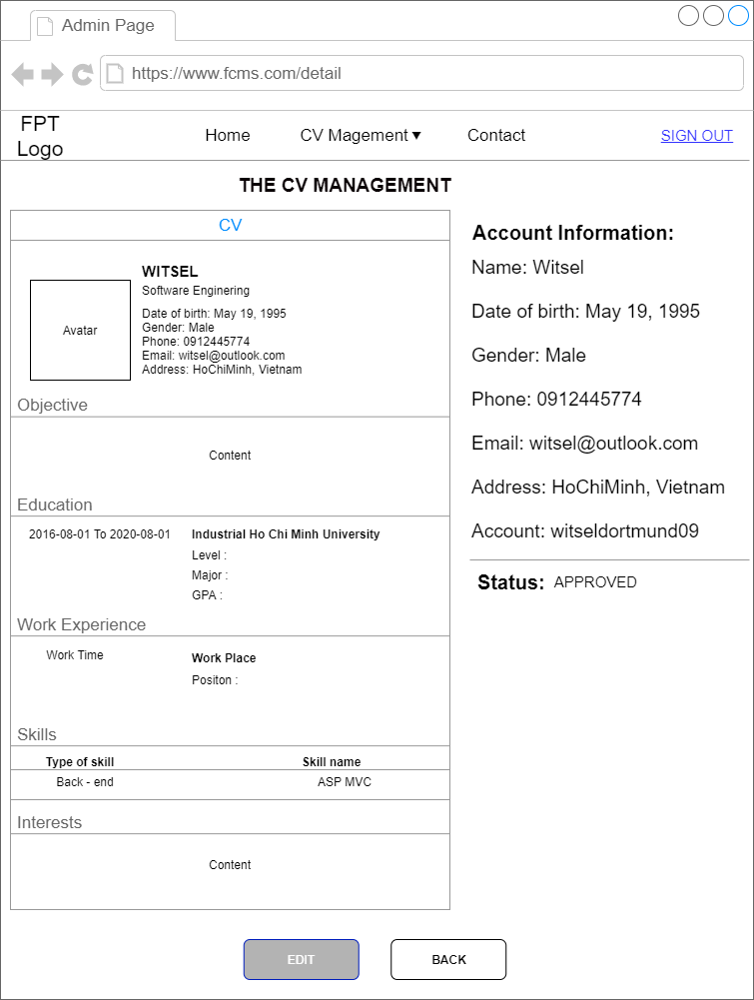 Admin Page
https://www.fcms.com/detail
FPT
Logo
Home
CV Magement ▾
Contact
SIGN OUT
THE CV MANAGEMENT
CV
WITSEL
Software Enginering
Avatar
Date of birth: May 19, 1995
Gender: Male
Phone: 0912445774
Email: witsel@outlook.com
Address: HoChiMinh, Vietnam
Objective
Content
Education
2016-08-01 To 2020-08-01
Industrial Ho Chi Minh University
Level :
Major :
GPA :
Work Experience
Work Time
Work Place
Positon :
Skills
Type of skill
Skill name
Back - end
ASP MVC
Interests
Content
Account Information:
Name: Witsel
Date of birth: May 19, 1995
Gender: Male
Phone: 0912445774
Email: witsel@outlook.com
Address: HoChiMinh, Vietnam
Account: witseldortmund09
Status: APPROVED
EDIT
BACK